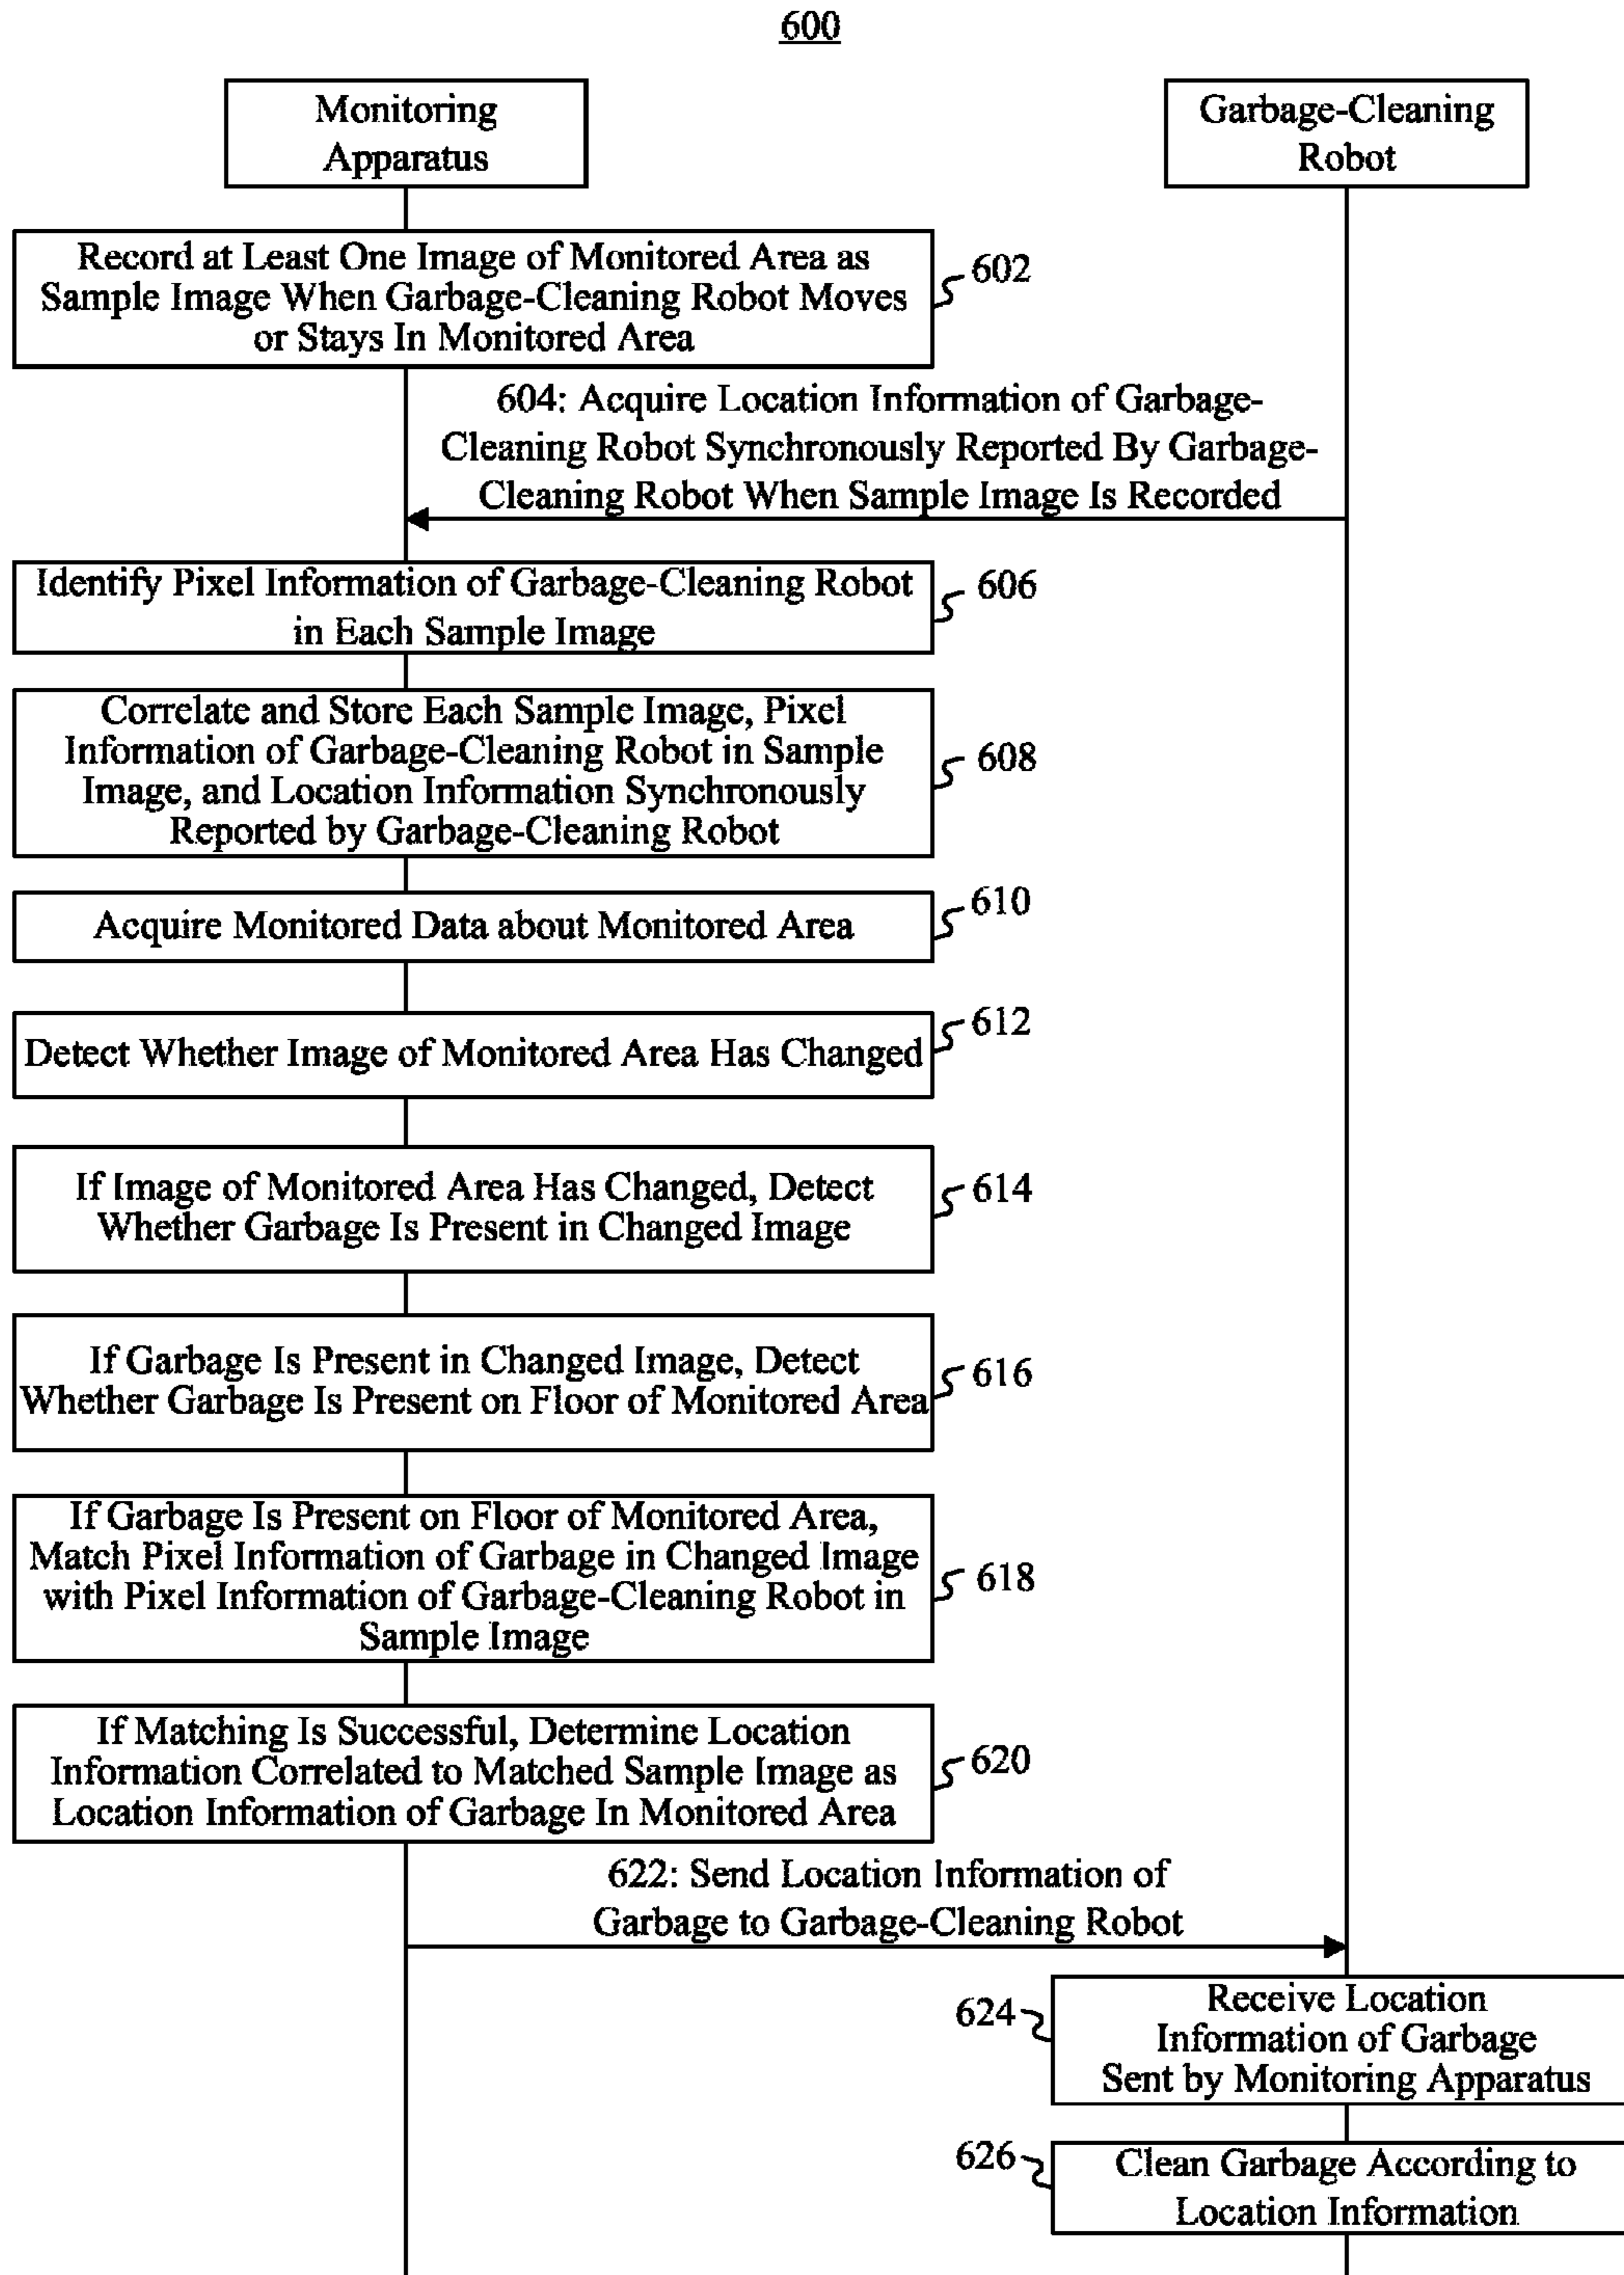 600
Monitoring
Apparatus
Garbage-Cleaning
Robot
Record at Least One Image of Monitored Area as
Sample Image When Garbage-Cleaning Robot Moves
or Stays In Monitored Area
602
604: Acquire Location Information of Garbage-
Cleaning Robot Synchronously Reported By Garbage-
Cleaning Robot When Sample Image Is Recorded
Identify Pixel Information of Garbage-Cleaning Robot
in Each Sample Image
606
Correlate and Store Each Sample Image, Pixel
Information of Garbage-Cleaning Robot in Sample
Image, and Location Information Synchronously
Reported by Garbage-Cleaning Robot
608
Acquire Monitored Data about Monitored Area
610
Detect Whether Image of Monitored Area Has Changed
612
If Image of Monitored Area Has Changed, Detect
Whether Garbage Is Present in Changed Image
614
If Garbage Is Present in Changed Image, Detect
Whether Garbage Is Present on Floor of Monitored Area
616
If Garbage Is Present on Floor of Monitored Area,
Match Pixel Information of Garbage in Changed Image
with Pixel Information of Garbage-Cleaning Robot in
Sample Image
618
If Matching Is Successful, Determine Location
Information Correlated to Matched Sample Image as
Location Information of Garbage In Monitored Area
620
622: Send Location Information of
Garbage to Garbage-Cleaning Robot
624
Receive Location
Information of Garbage
Sent by Monitoring Apparatus
626
Clean Garbage According to
Location Information